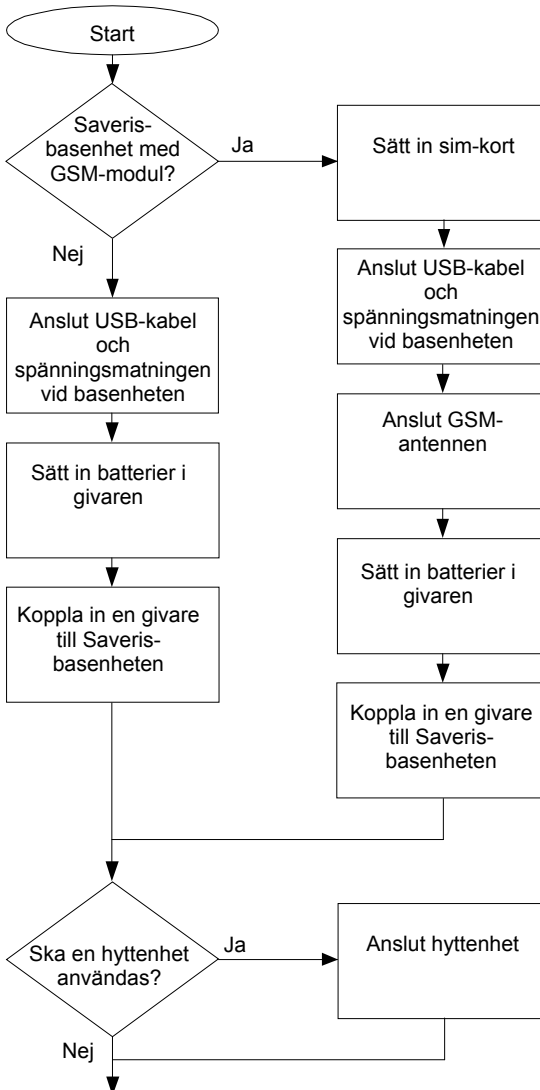 Start
Saveris-
basenhet med
GSM-modul?
Ja
Sätt in sim-kort
Nej
Anslut USB-kabel
och
spänningsmatningen
vid basenheten
Anslut USB-kabel
och
spänningsmatningen
vid basenheten
Anslut GSM-
antennen
Sätt in batterier i
givaren
Sätt in batterier i
givaren
Koppla in en givare
till Saveris-
basenheten
Koppla in en givare
till Saveris-
basenheten
Ska en hyttenhet
användas?
Ja
Anslut hyttenhet
Nej